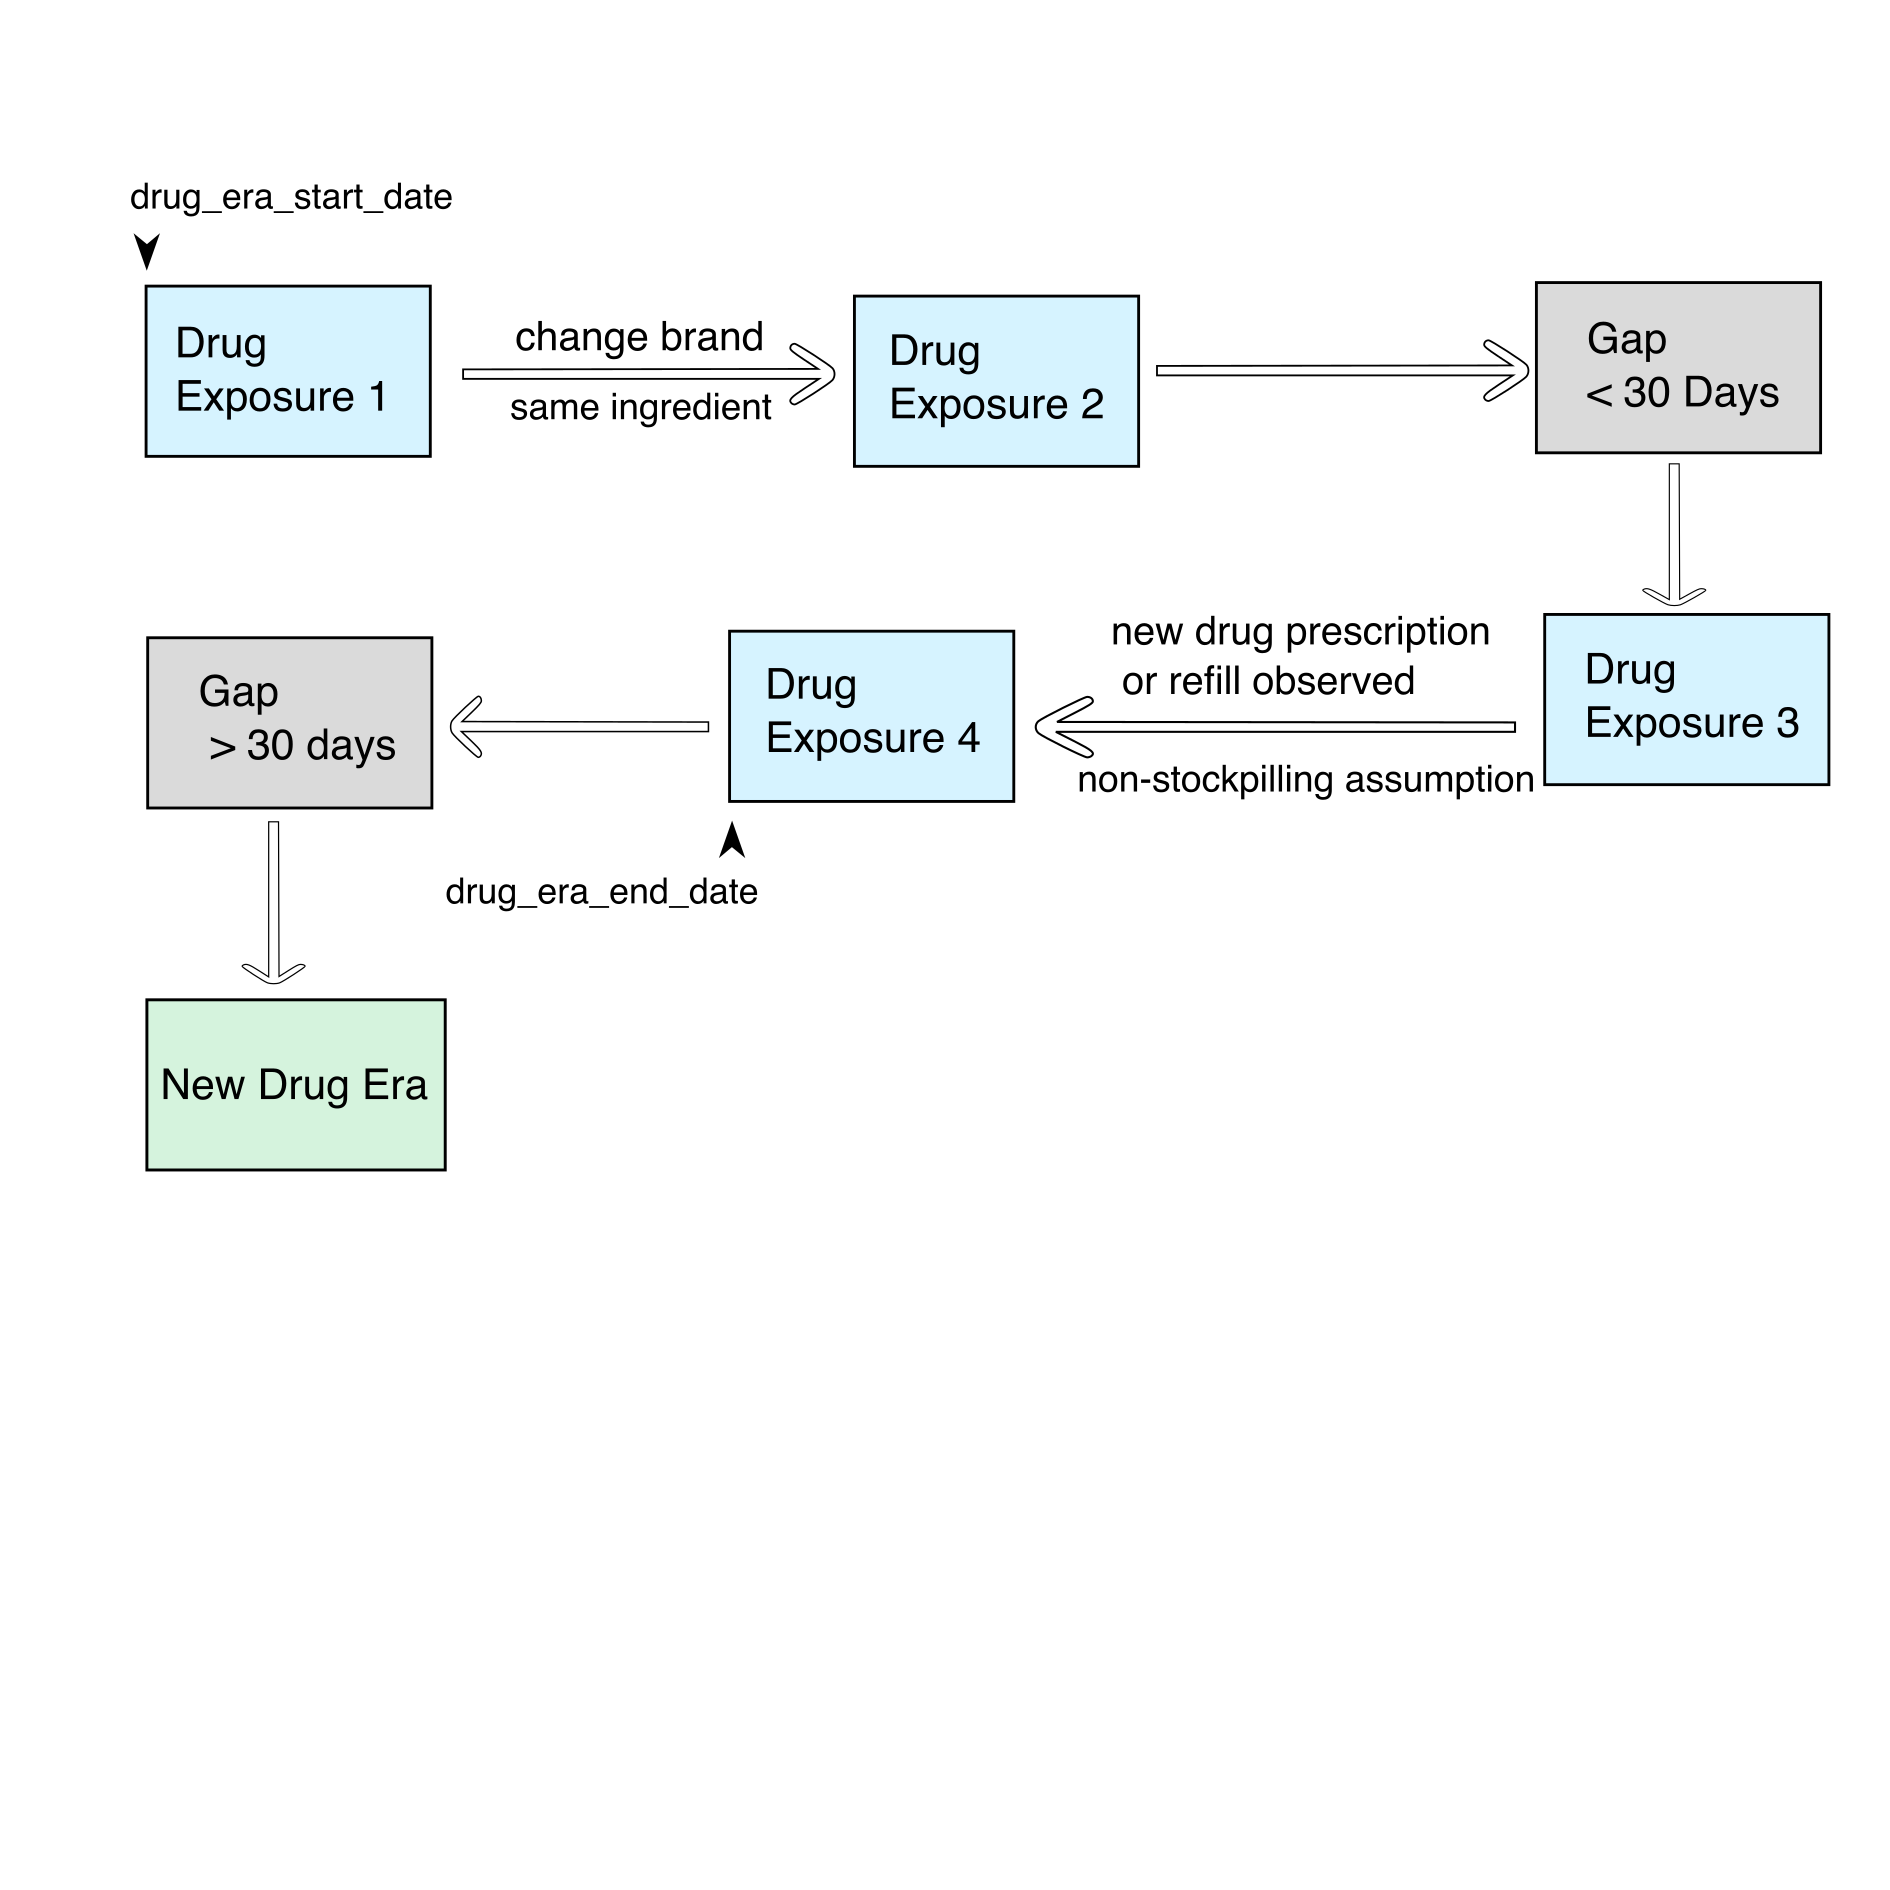 drug_era_start_date
Drug
Exposure 1
change brand
same ingredient
Drug
Exposure 2
Gap
< 30 Days
Drug
Exposure 3
new drug prescription
or refill observed
non-stockpilling assumption
Drug
Exposure 4
drug_era_end_date
Gap
> 30 days
New Drug Era